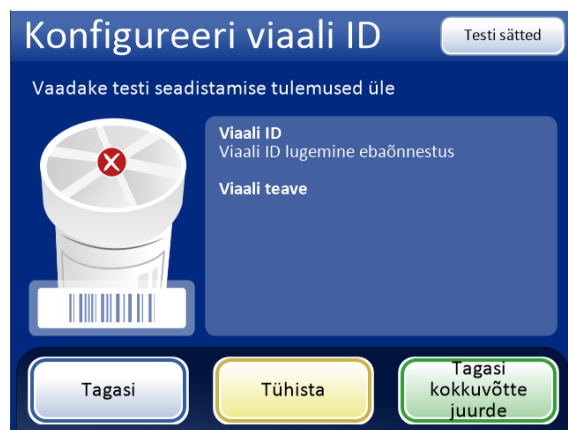 Konfigureeri viaali ID
Testi sätted
Vaadake testi seadistamise tulemused üle
Viaali ID
Viaali ID lugemine ebaõnnestus
Viaali teave
Tagasi
Tühista
Tagasi
kokkuvõtte
juurde